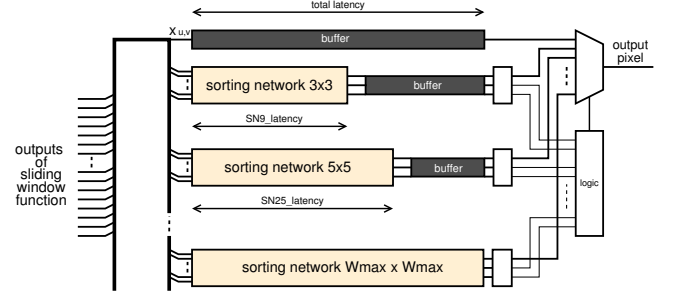 total latency
x u,v
buffer
output
pixel
sorting network 3x3
buffer
SN9_latency
outputs
of
sliding
window
function
sorting network 5x5
buffer
logic
SN25_latency
sorting network Wmax x Wmax